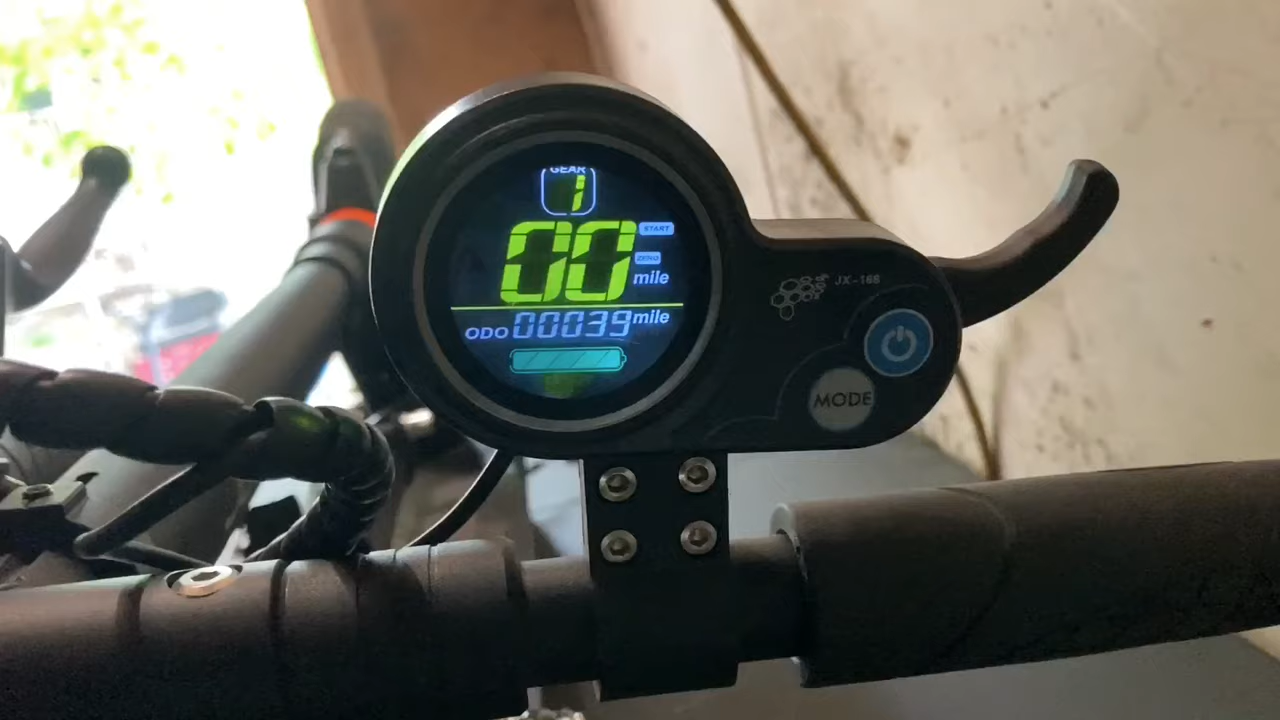 GEAR
1
00 START
ZERO
mile
ODO 00039 mile
JX-168
MODE